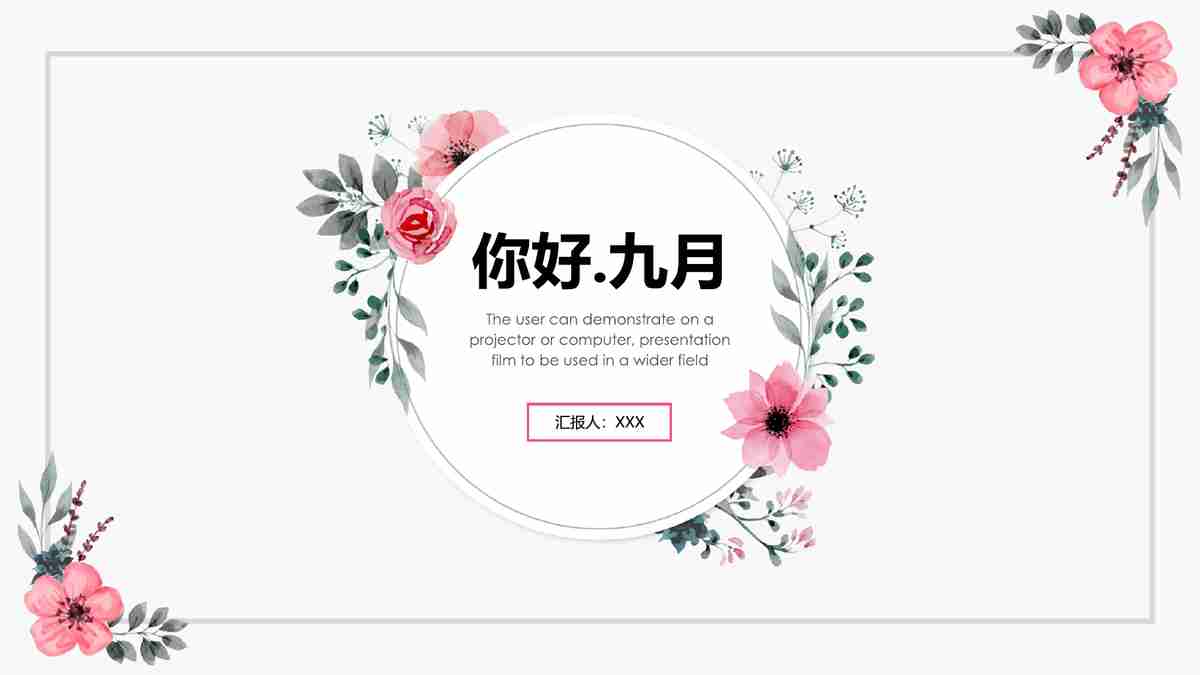 你好.九月
The user can demonstrate on a
projector or computer, presentation
film to be used in a wider field
汇报人：XXX